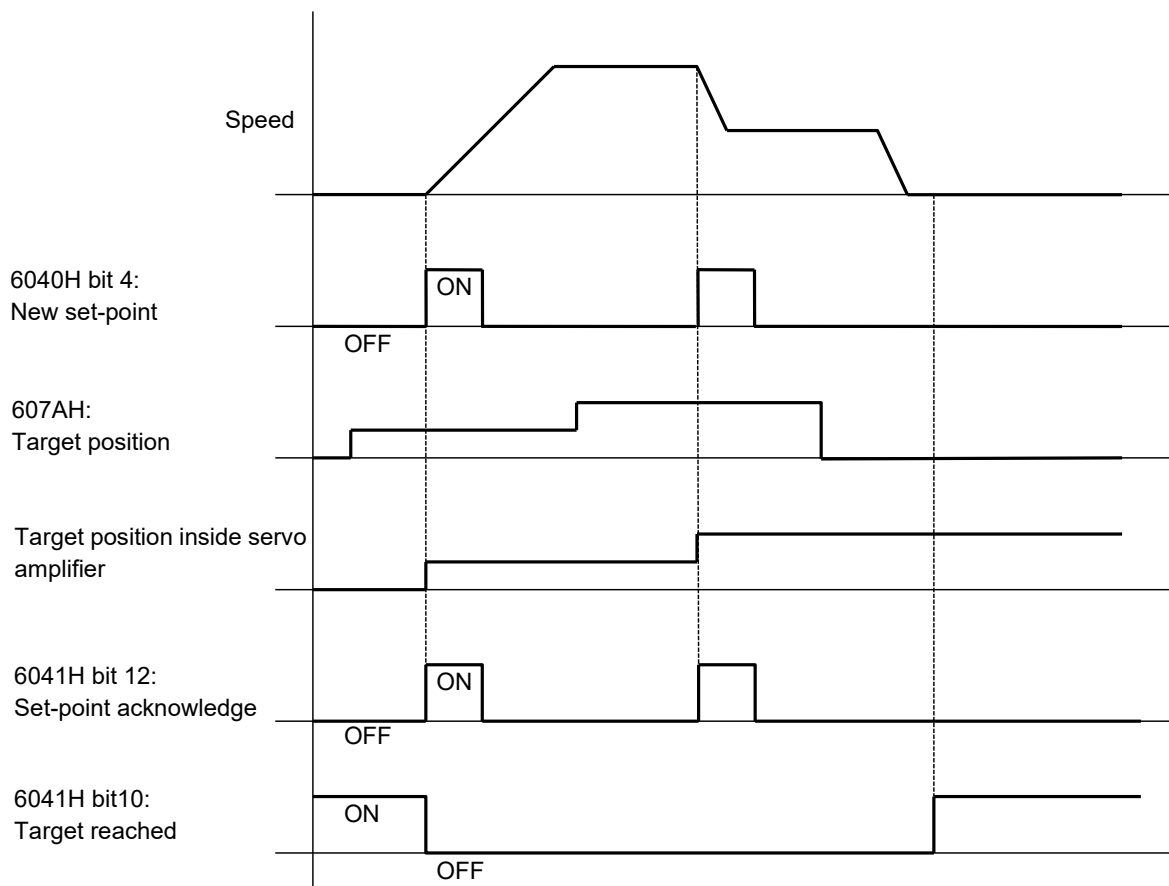 Speed
6040H bit 4:
New set-point
ON
OFF
607AH:
Target position
Target position inside servo
amplifier
6041H bit 12:
Set-point acknowledge
ON
OFF
6041H bit10:
Target reached
ON
OFF